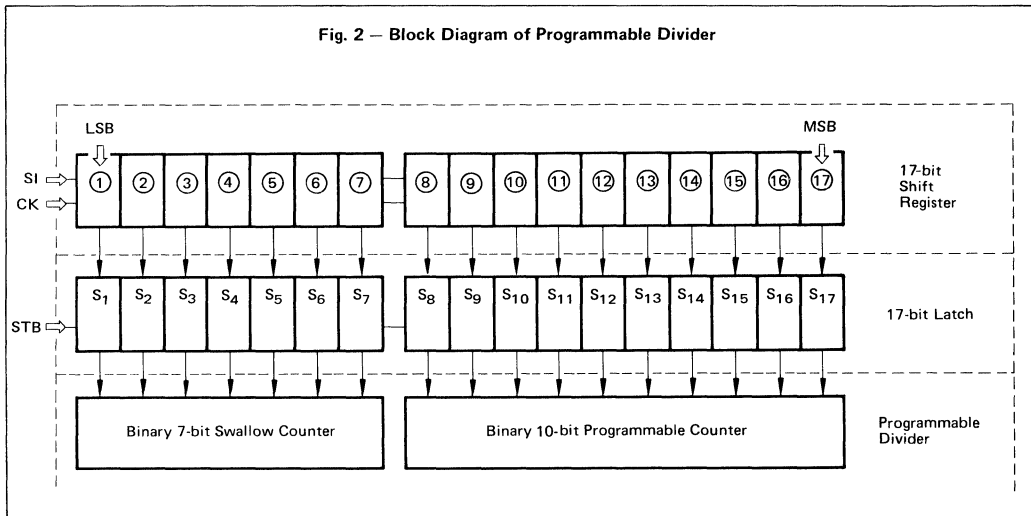 Fig. 2 — Block Diagram of Programmable Divider
LSB MSB
SI ① ② ③ ④ ⑤ ⑥ ⑦ ⑧ ⑨ ⑩ ⑪ ⑫ ⑬ ⑭ ⑮ ⑯ ⑰ 17-bit
Shift
Register
CK
S1 S2 S3 S4 S5 S6 S7 S8 S9 S10 S11 S12 S13 S14 S15 S16 S17
STB 17-bit Latch
Binary 7-bit Swallow Counter Binary 10-bit Programmable Counter Programmable
Divider